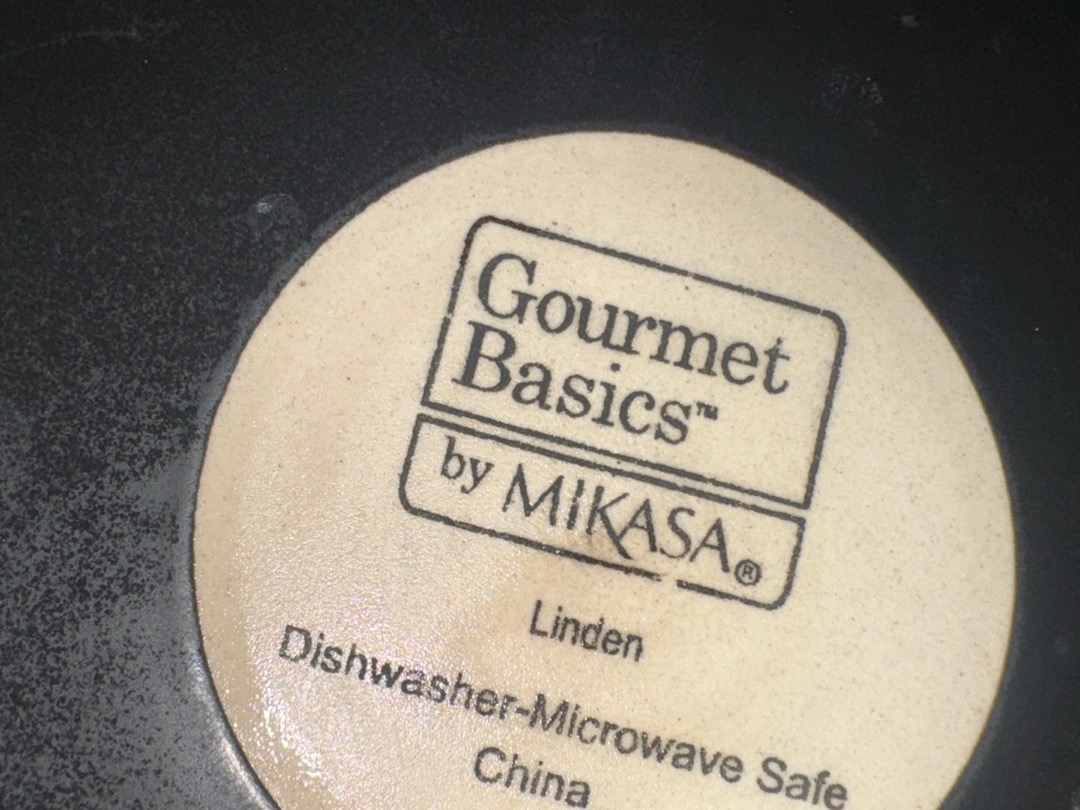 Gourmet
Basics™
by MIKASA®
Linden
Dishwasher-Microwave Safe
China